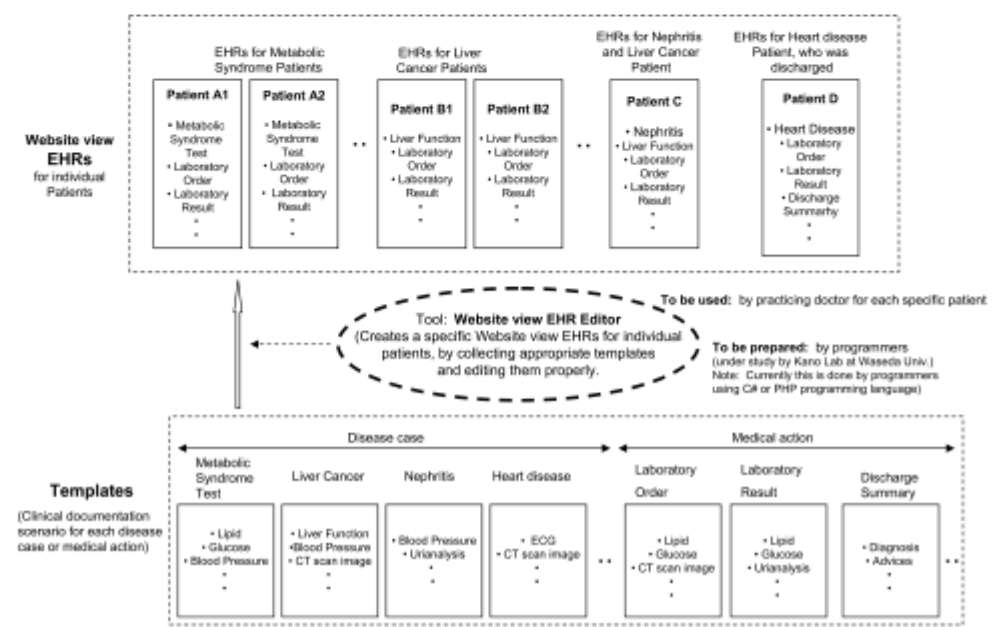 EHRs for Metabolic
Syndrome Patients
EHRs for Liver
Cancer Patients
EHRs for Nephritis
and Liver Cancer
Patient
EHRs for Heart disease
Patient, who was
discharged
Website view
EHRs
for individual
Patients
Patient A1
• Metabolic
Syndrome
Test
• Laboratory
Order
• Laboratory
Result
•
•
Patient A2
• Metabolic
Syndrome
Test
• Laboratory
Order
• Laboratory
Result
•
•
• •
Patient B1
• Liver Function
• Laboratory
Order
• Laboratory
Result
•
•
Patient B2
• Liver Function
• Laboratory
Order
• Laboratory
Result
•
•
• •
Patient C
• Nephritis
• Liver Function
• Laboratory
Order
• Laboratory
Result
•
•
Patient D
• Heart Disease
• Laboratory
Order
• Laboratory
Result
• Discharge
Summarhy
•
•
Tool: Website view EHR Editor
(Creates a specific Website view EHRs for individual
patients, by collecting appropriate templates
and editing them properly.
To be used: by practicing doctor for each specific patient
To be prepared: by programmers
(under study by Kano Lab at Waseda Univ.)
Note: Currently this is done by programmers
using C# or PHP programming language)
Disease case
Medical action
Templates
(Clinical documentation
scenario for each disease
case or medical action)
Metabolic
Syndrome
Test
• Lipid
• Glucose
• Blood Pressure
•
•
Liver Cancer
• Liver Function
•Blood Pressure
• CT scan image
•
•
Nephritis
• Blood Pressure
• Urianalysis
•
•
Heart disease
• ECG
• CT scan image
•
•
• •
Laboratory
Order
• Lipid
• Glucose
• CT scan image
•
•
Laboratory
Result
• Lipid
• Glucose
• Urianalysis
•
•
Discharge
Summary
• Diagnosis
• Advices
•
•
• •